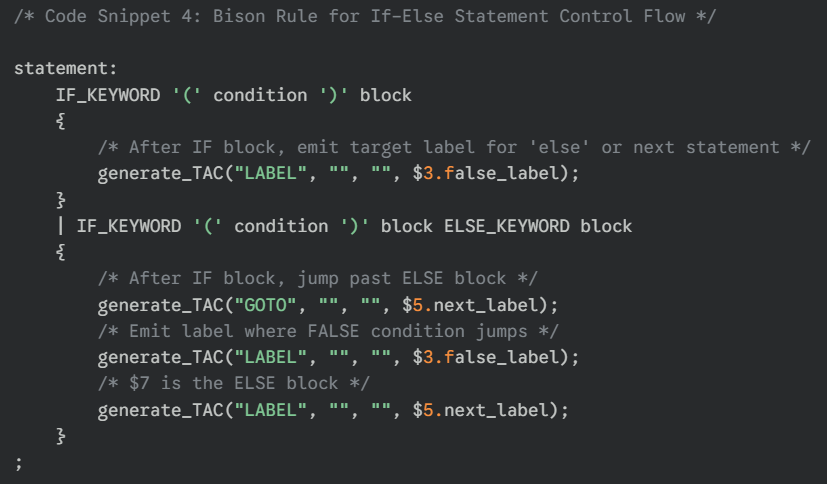 /* Code Snippet 4: Bison Rule for If-Else Statement Control Flow */
statement:
IF_KEYWORD '(' condition ')' block
{
/* After IF block, emit target label for 'else' or next statement */
generate_TAC("LABEL", "", "", $3.false_label);
}
| IF_KEYWORD '(' condition ')' block ELSE_KEYWORD block
{
/* After IF block, jump past ELSE block */
generate_TAC("GOTO", "", "", $5.next_label);
/* Emit label where FALSE condition jumps */
generate_TAC("LABEL", "", "", $3.false_label);
/* $7 is the ELSE block */
generate_TAC("LABEL", "", "", $5.next_label);
}
;